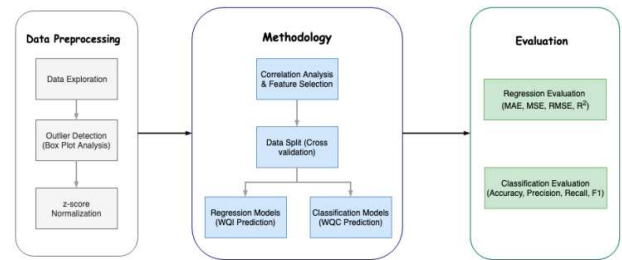 Data Preprocessing
Data Exploration
Outlier Detection
(Box Plot Analysis)
z-score
Normalization
Methodology
Correlation Analysis
& Feature Selection
Data Split (Cross
validation)
Regression Models
(WQI Prediction)
Classification Models
(WQC Prediction)
Evaluation
Regression Evaluation
(MAE, MSE, RMSE, R²)
Classification Evaluation
(Accuracy, Precision, Recall, F1)